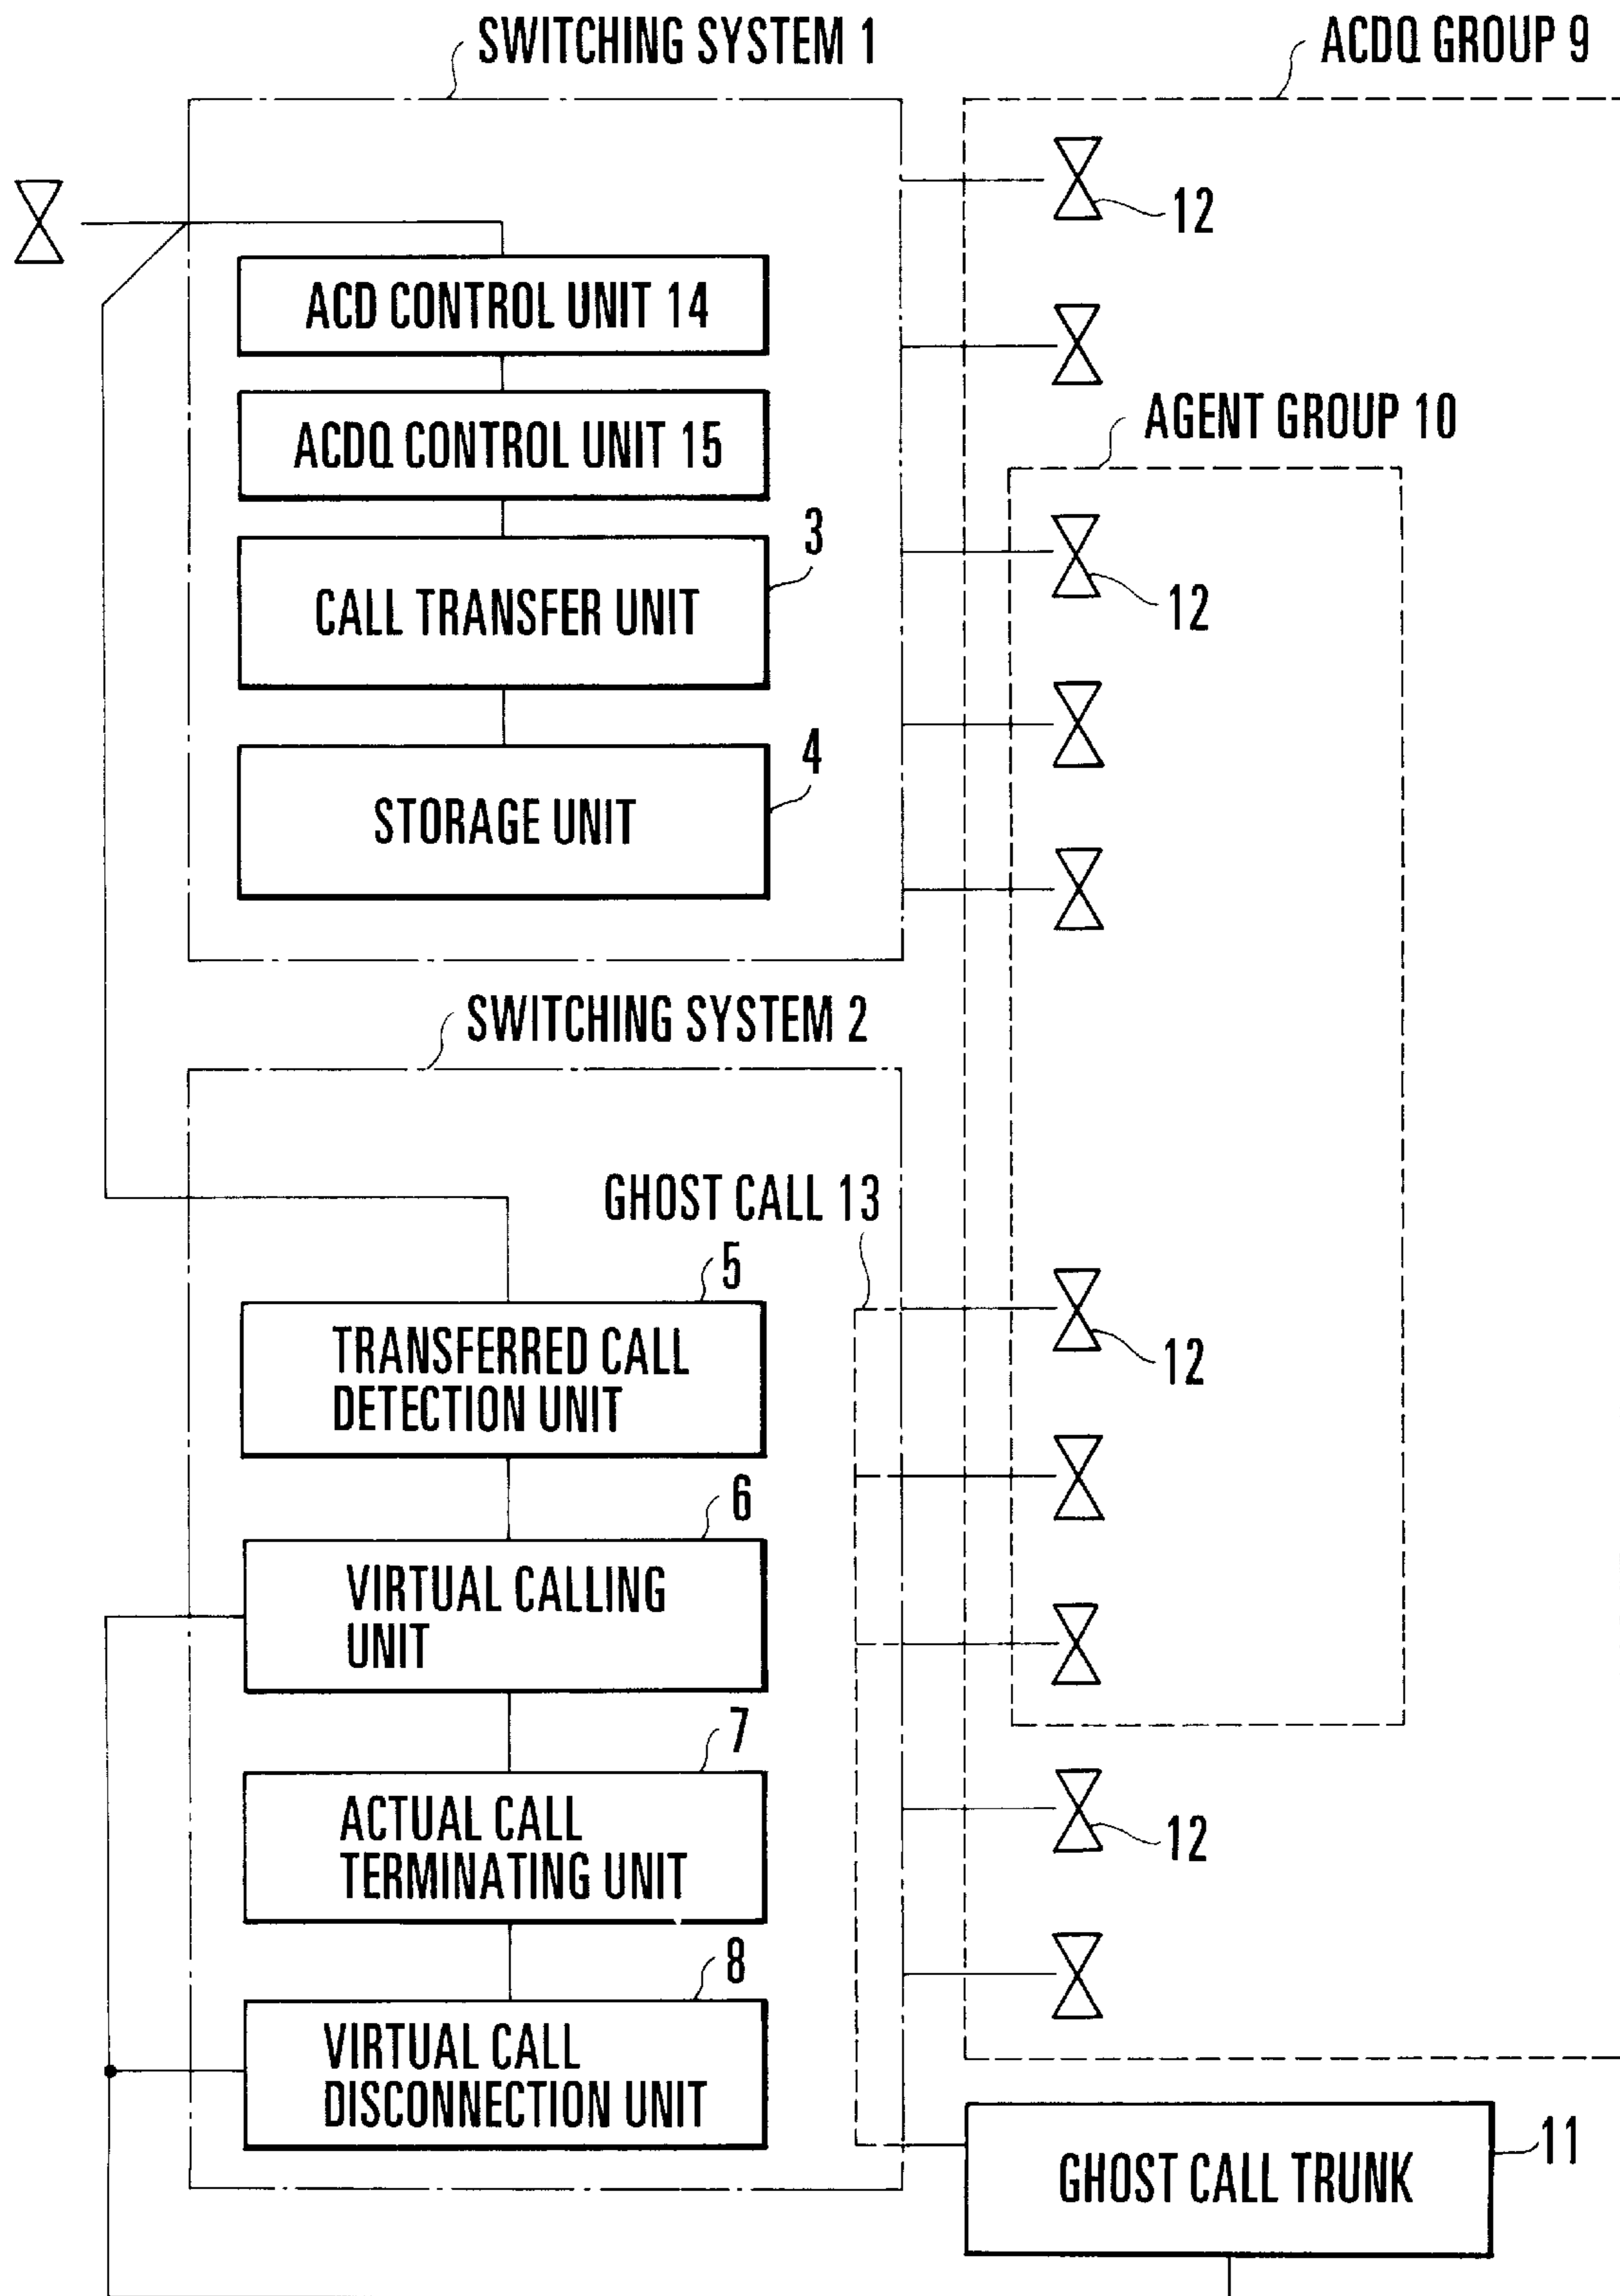 SWITCHING SYSTEM 1
ACDQ GROUP 9
12
ACD CONTROL UNIT 14
ACDQ CONTROL UNIT 15
AGENT GROUP 10
3
CALL TRANSFER UNIT
12
4
STORAGE UNIT
SWITCHING SYSTEM 2
GHOST CALL 13
5
TRANSFERRED CALL
DETECTION UNIT
12
6
VIRTUAL CALLING
UNIT
7
ACTUAL CALL
TERMINATING UNIT
12
8
VIRTUAL CALL
DISCONNECTION UNIT
11
GHOST CALL TRUNK